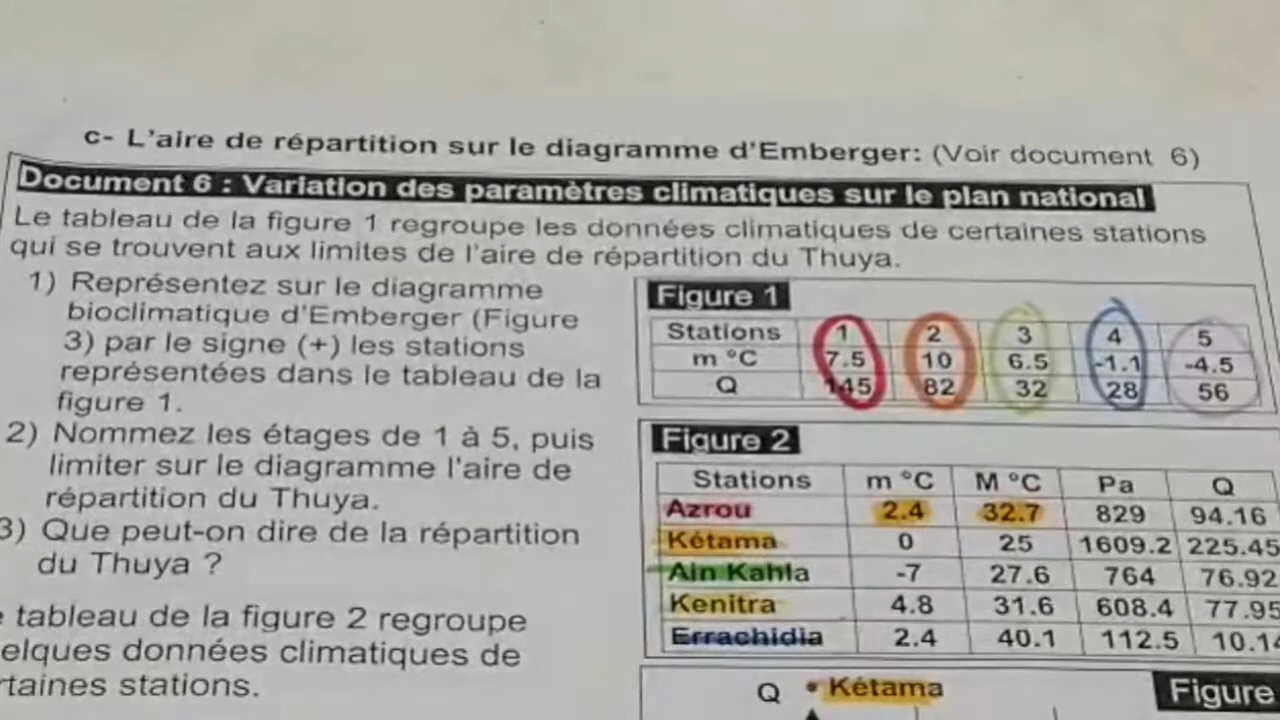 c- L'aire de répartition sur le diagramme d'Emberger: (Voir document 6)
Document 6 : Variation des paramètres climatiques sur le plan national
Le tableau de la figure 1 regroupe les données climatiques de certaines stations
qui se trouvent aux limites de l'aire de répartition du Thuya.
1) Représentez sur le diagramme
bioclimatique d'Emberger (Figure
3) par le signe (+) les stations
représentées dans le tableau de la
figure 1.
2) Nommez les étages de 1 à 5, puis
limiter sur le diagramme l'aire de
répartition du Thuya.
3) Que peut-on dire de la répartition
du Thuya ?
tableau de la figure 2 regroupe
elques données climatiques de
rtaines stations.
Figure 1
Stations 1 2 3 4 5
m °C 7.5 10 6.5 -1.1 -4.5
Q 145 82 32 28 56
Figure 2
Stations m °C M °C Pa Q
Azrou 2.4 32.7 829 94.16
Kétama 0 25 1609.2 225.45
Ain Kahla -7 27.6 764 76.92
Kenitra 4.8 31.6 608.4 77.95
Errachidia 2.4 40.1 112.5 10.14
Q • Kétama Figure